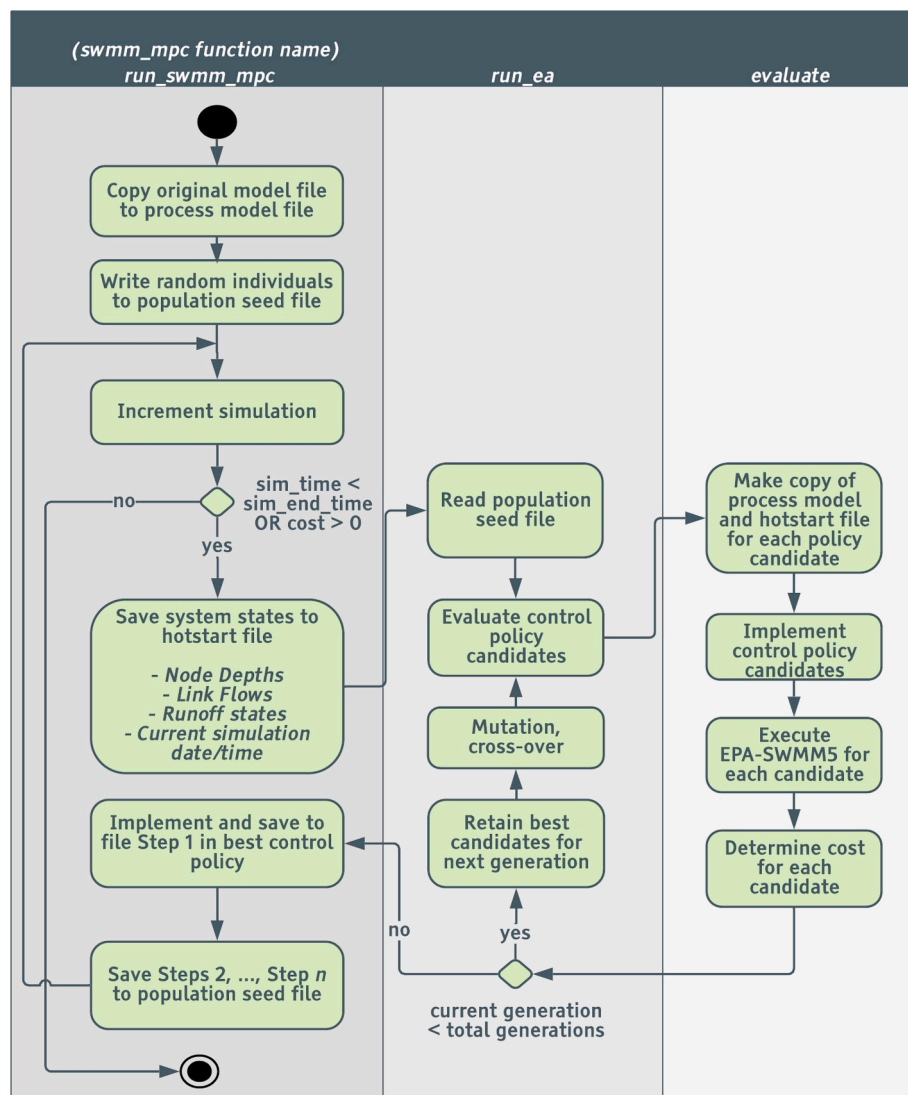 (swmm_mpc function name)
run_swmm_mpc
run_ea
evaluate
Copy original model file
to process model file
Write random individuals
to population seed file
Increment simulation
no
sim_time <
sim_end_time
OR cost > 0
yes
Save system states to
hotstart file
- Node Depths
- Link Flows
- Runoff states
- Current simulation
date/time
Implement and save to
file Step 1 in best control
policy
Save Steps 2, ..., Step n
to population seed file
Read population
seed file
Evaluate control
policy
candidates
Mutation,
cross-over
Retain best
candidates for
next generation
no
yes
current generation
< total generations
Make copy of
process model
and hotstart file
for each policy
candidate
Implement
control policy
candidates
Execute
EPA-SWMM5 for
each candidate
Determine cost
for each
candidate